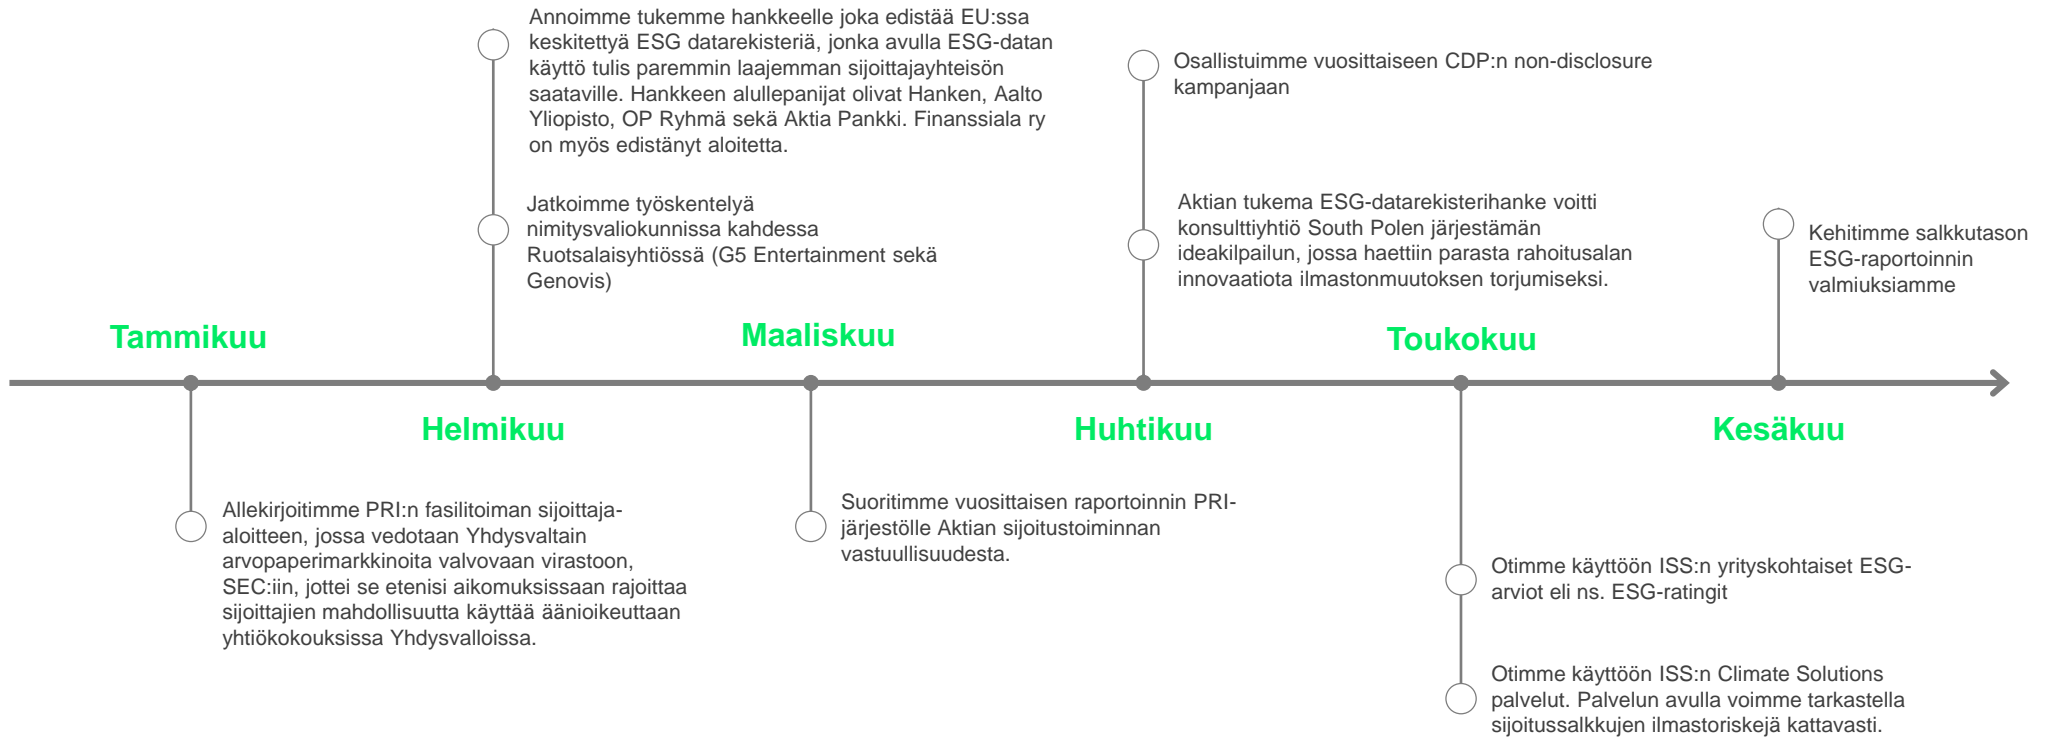 Annoimme tukemme hankkeelle joka edistää EU:ssa
keskitettyä ESG datarekisteriä, jonka avulla ESG-datan
käyttö tulis paremmin laajemman sijoittajayhteisön
saataville. Hankkeen alullepanijat olivat Hanken, Aalto
Yliopisto, OP Ryhmä sekä Aktia Pankki. Finanssiala ry
on myös edistänyt aloitetta.
Osallistuimme vuosittaiseen CDP:n non-disclosure
kampanjaan
Jatkoimme työskentelyä
nimitysvaliokunnissa kahdessa
Ruotsalaisyhtiössä (G5 Entertainment sekä
Genovis)
Aktian tukema ESG-datarekisterihanke voitti
konsulttiyhtiö South Polen järjestämän
ideakilpailun, jossa haettiin parasta rahoitusalan
innovaatiota ilmastonmuutoksen torjumiseksi.
Kehitimme salkkutason
ESG-raportoinnin
valmiuksiamme
Tammikuu
Maaliskuu
Toukokuu
Helmikuu
Huhtikuu
Kesäkuu
Allekirjoitimme PRI:n fasilitoiman sijoittaja-
aloitteen, jossa vedotaan Yhdysvaltain
arvopaperimarkkinoita valvovaan virastoon,
SEC:iin, jottei se etenisi aikomuksissaan rajoittaa
sijoittajien mahdollisuutta käyttää äänioikeuttaan
yhtiökokouksissa Yhdysvalloissa.
Suoritimme vuosittaisen raportoinnin PRI-
järjestölle Aktian sijoitustoiminnan
vastuullisuudesta.
Otimme käyttöön ISS:n yrityskohtaiset ESG-
arviot eli ns. ESG-ratingit
Otimme käyttöön ISS:n Climate Solutions
palvelut. Palvelun avulla voimme tarkastella
sijoitussalkkujen ilmastoriskejä kattavasti.